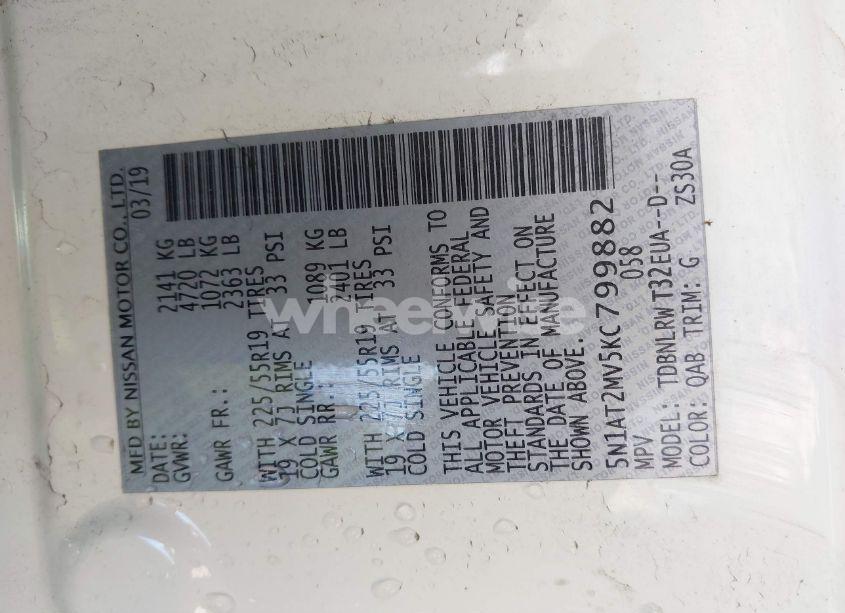 MFD BY NISSAN MOTOR CO., LTD.
DATE: 03/19
GVWR: 2141 KG
4720 LB
GAWR FR.: 1072 KG
2363 LB
WITH 225/55R19 TIRES
19 X 7J RIMS AT 33 PSI
COLD SINGLE
GAWR RR.: 1089 KG
2401 LB
WITH 225/55R19 TIRES
19 X 7J RIMS AT 33 PSI
COLD SINGLE
THIS VEHICLE CONFORMS TO
ALL APPLICABLE FEDERAL
MOTOR VEHICLE SAFETY AND
THEFT PREVENTION
STANDARDS IN EFFECT ON
THE DATE OF MANUFACTURE
SHOWN ABOVE.
5N1AT2MV5KC799882
MPV 058
MODEL: TDBNLRWT32EUA--D--
COLOR: QAB TRIM: G ZS30A
wheelwire